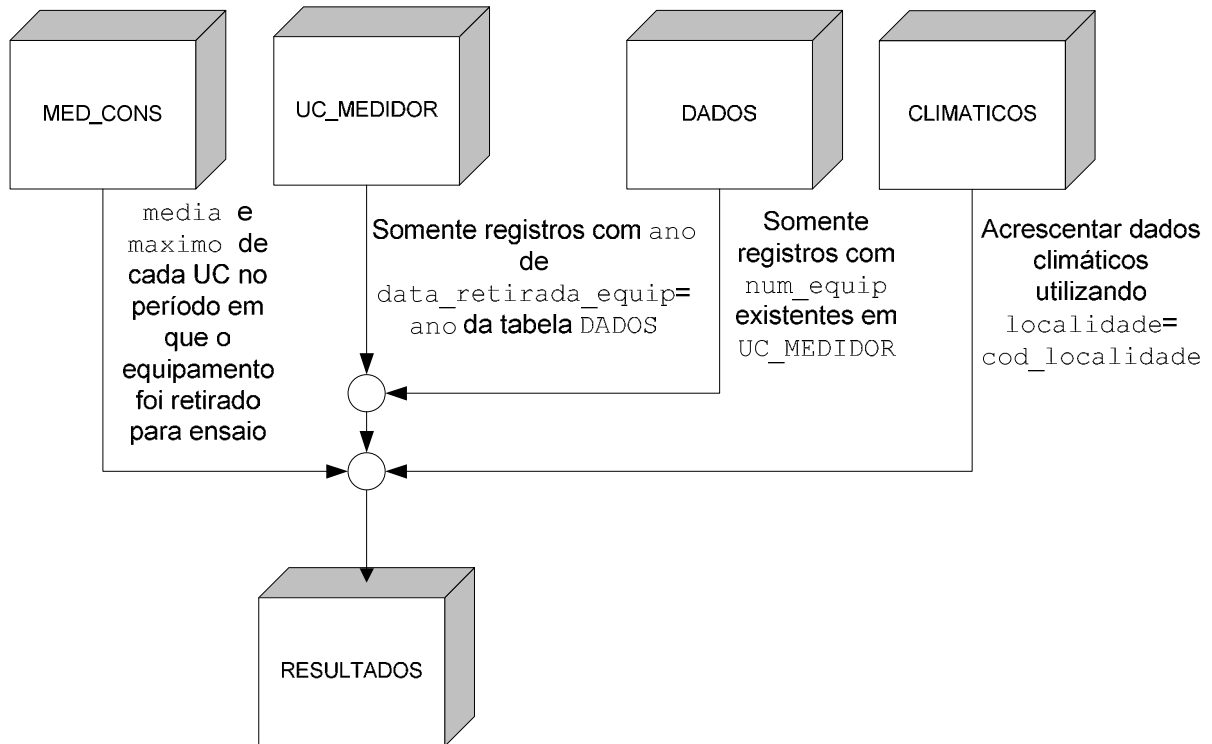 MED_CONS
UC_MEDIDOR
DADOS
CLIMATICOS
media e
maximo de
cada UC no
período em
que o
equipamento
foi retirado
para ensaio
Somente registros com ano
de
data_retirada_equip=
ano da tabela DADOS
Somente
registros com
num_equip
existentes em
UC_MEDIDOR
Acrescentar dados
climáticos
utilizando
localidade=
cod_localidade
RESULTADOS